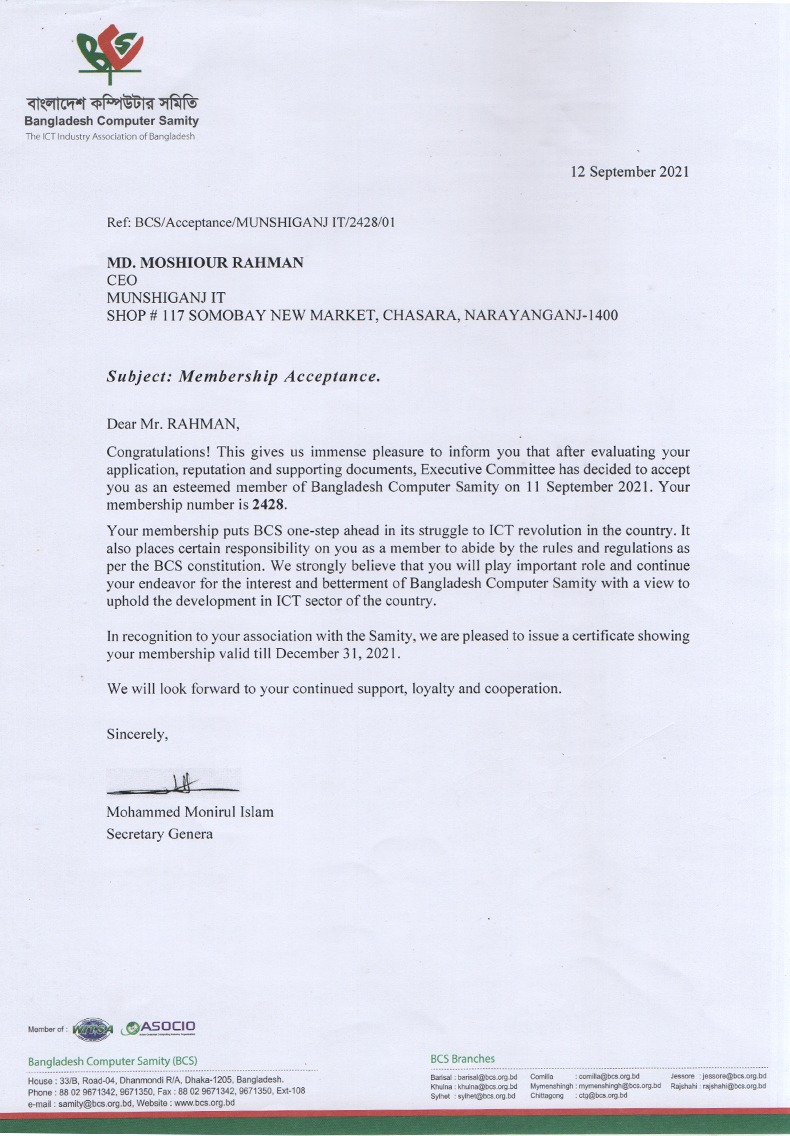 BCS
বাংলাদেশ কম্পিউটার সমিতি
Bangladesh Computer Samity
The ICT Industry Association of Bangladesh
12 September 2021
Ref: BCS/Acceptance/MUNSHIGANJ IT/2428/01
MD. MOSHIOUR RAHMAN
CEO
MUNSHIGANJ IT
SHOP # 117 SOMOBAY NEW MARKET, CHASARA, NARAYANGANJ-1400
Subject: Membership Acceptance.
Dear Mr. RAHMAN,
Congratulations! This gives us immense pleasure to inform you that after evaluating your
application, reputation and supporting documents, Executive Committee has decided to accept
you as an esteemed member of Bangladesh Computer Samity on 11 September 2021. Your
membership number is 2428.
Your membership puts BCS one-step ahead in its struggle to ICT revolution in the country. It
also places certain responsibility on you as a member to abide by the rules and regulations as
per the BCS constitution. We strongly believe that you will play important role and continue
your endeavor for the interest and betterment of Bangladesh Computer Samity with a view to
uphold the development in ICT sector of the country.
In recognition to your association with the Samity, we are pleased to issue a certificate showing
your membership valid till December 31, 2021.
We will look forward to your continued support, loyalty and cooperation.
Sincerely,
Mohammed Monirul Islam
Secretary Genera
Member of : WITSA ASOCIO
Bangladesh Computer Samity (BCS)
House : 33/B, Road-04, Dhanmondi R/A, Dhaka-1205, Bangladesh.
Phone : 88 02 9671342, 9671350, Fax : 88 02 9671342, 9671350, Ext-108
e-mail : samity@bcs.org.bd, Website : www.bcs.org.bd
BCS Branches
Barisal : barisal@bcs.org.bd Comilla : comilla@bcs.org.bd Jessore : jessore@bcs.org.bd
Khulna : khulna@bcs.org.bd Mymenshingh : mymenshingh@bcs.org.bd Rajshahi : rajshahi@bcs.org.bd
Sylhet : sylhet@bcs.org.bd Chittagong : ctg@bcs.org.bd